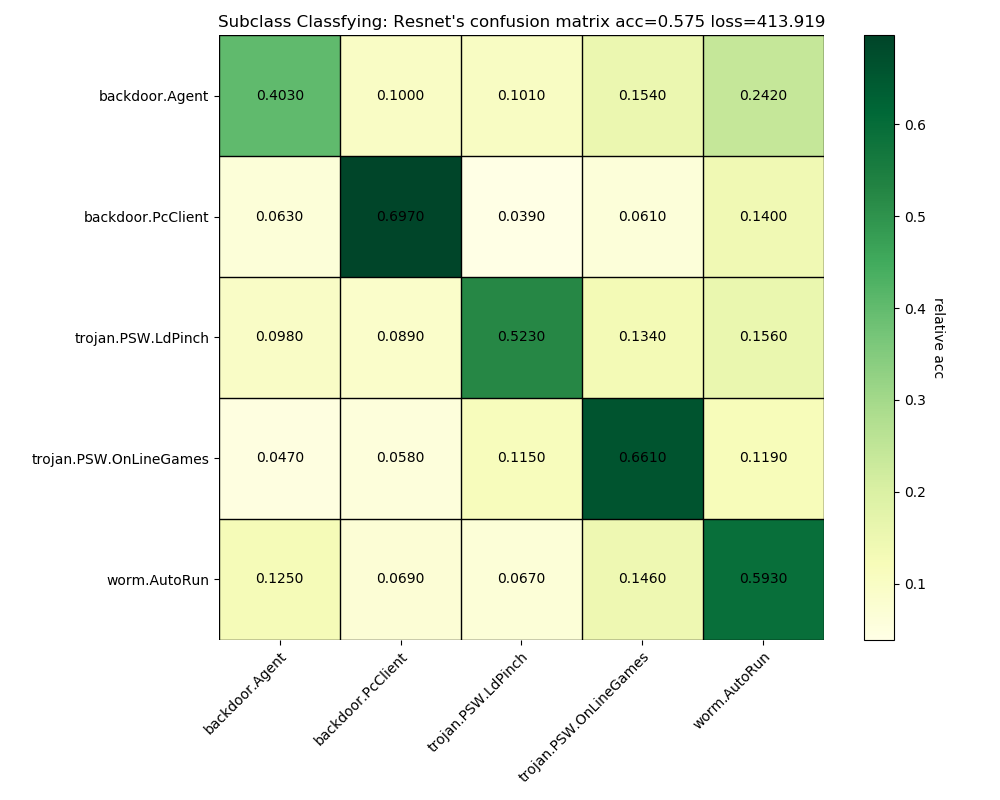 Subclass Classfying: Resnet's confusion matrix acc=0.575 loss=413.919
backdoor.Agent 0.4030 0.1000 0.1010 0.1540 0.2420
backdoor.PcClient 0.0630 0.6970 0.0390 0.0610 0.1400
trojan.PSW.LdPinch 0.0980 0.0890 0.5230 0.1340 0.1560
trojan.PSW.OnLineGames 0.0470 0.0580 0.1150 0.6610 0.1190
worm.AutoRun 0.1250 0.0690 0.0670 0.1460 0.5930
backdoor.Agent
backdoor.PcClient
trojan.PSW.LdPinch
trojan.PSW.OnLineGames
worm.AutoRun
0.6
0.5
0.4
0.3
0.2
0.1
relative acc